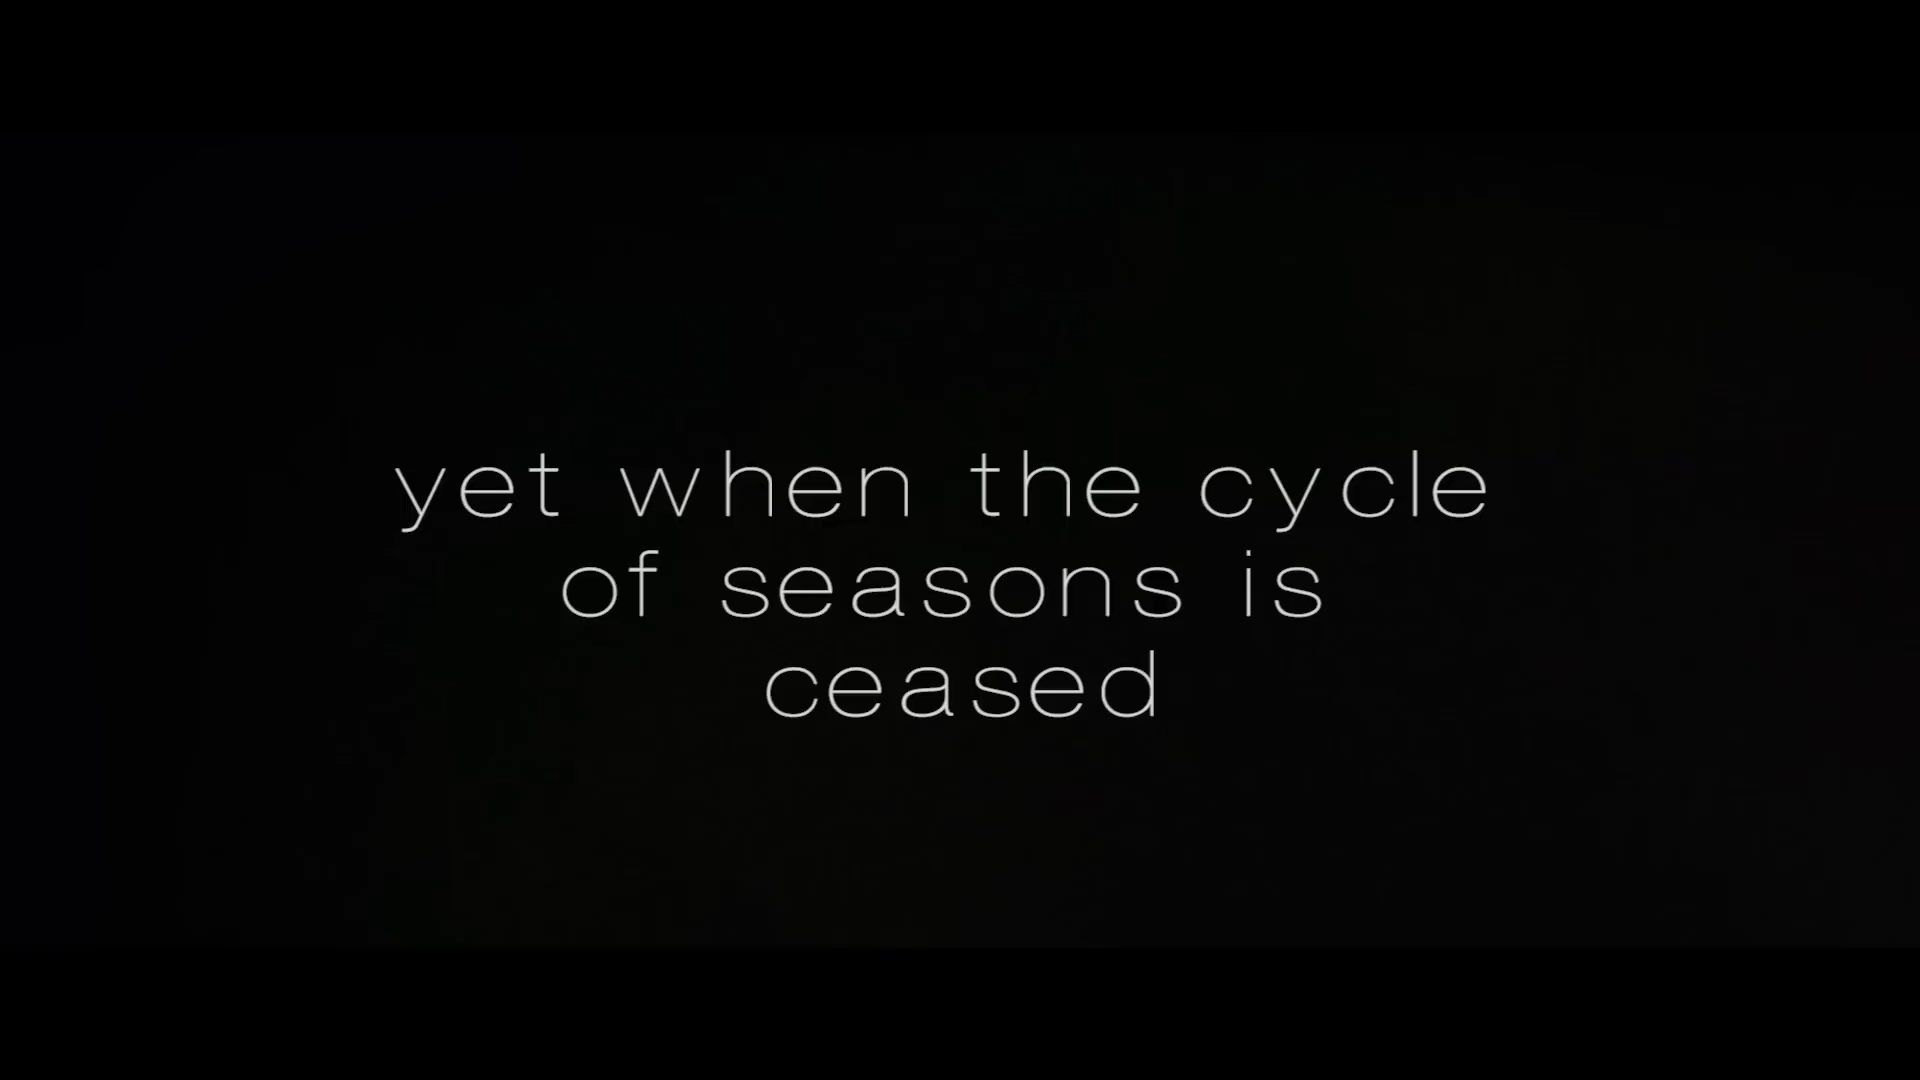 yet when the cycle
of seasons is
ceased